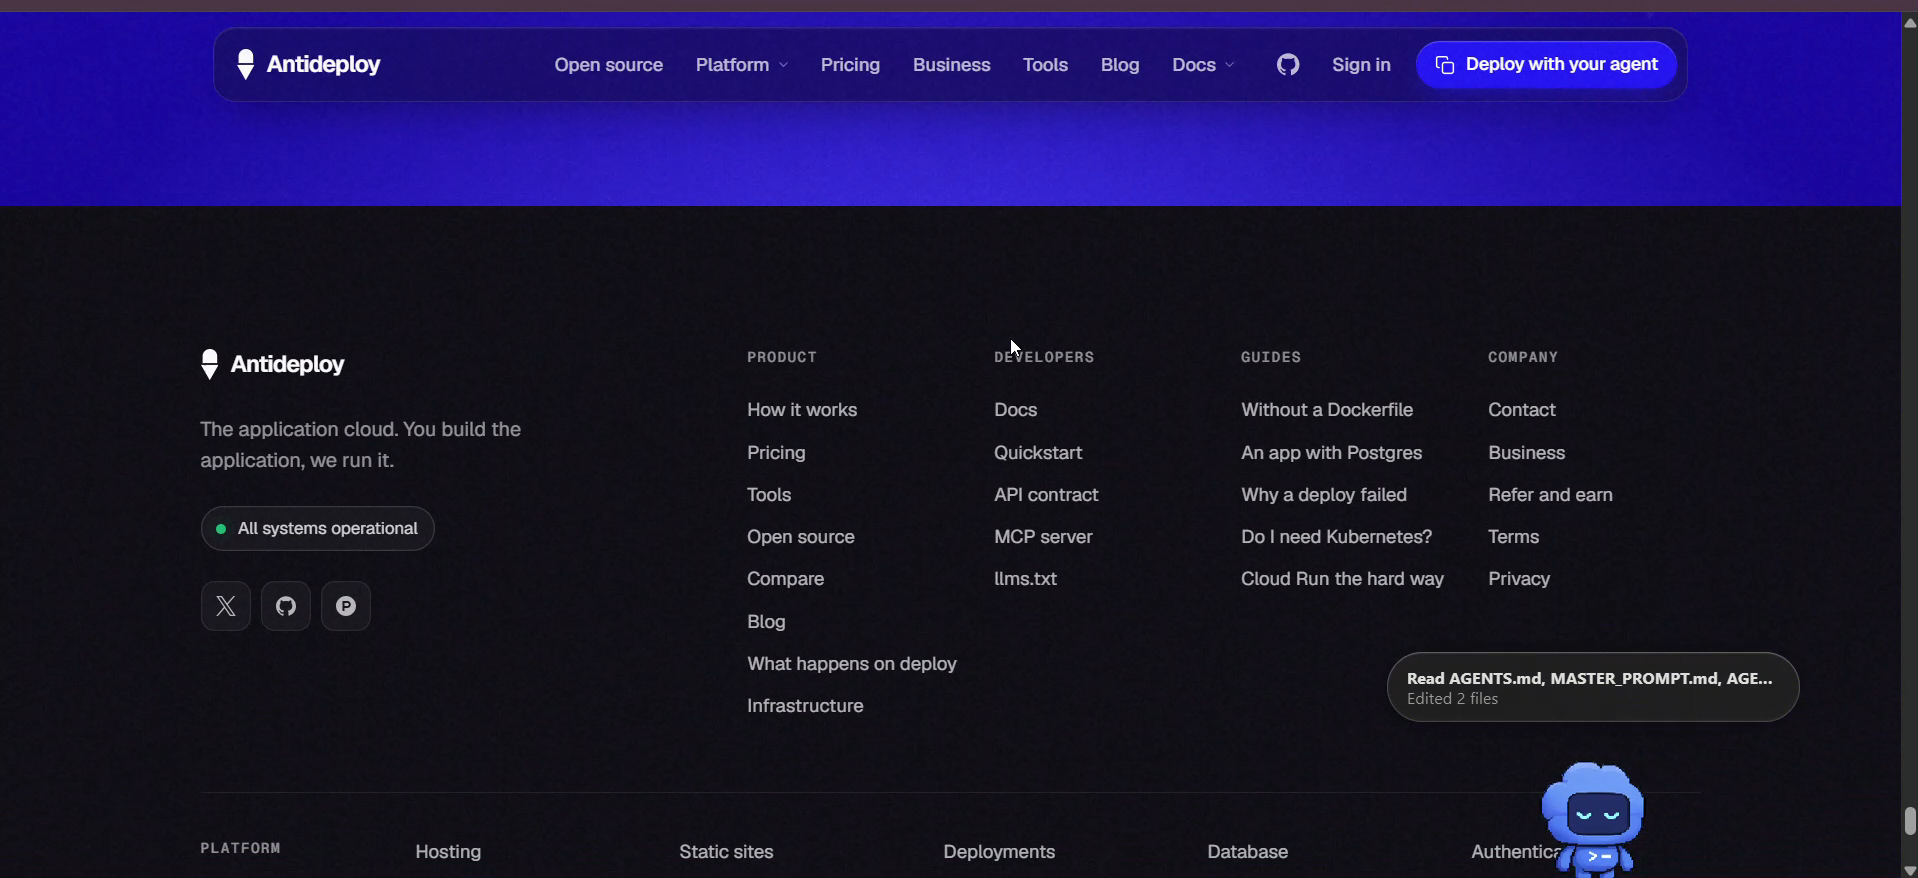 Antideploy
Open source
Platform
Pricing
Business
Tools
Blog
Docs
Sign in
Deploy with your agent
Antideploy
The application cloud. You build the
application, we run it.
All systems operational
PRODUCT
How it works
Pricing
Tools
Open source
Compare
Blog
What happens on deploy
Infrastructure
DEVELOPERS
Docs
Quickstart
API contract
MCP server
llms.txt
GUIDES
Without a Dockerfile
An app with Postgres
Why a deploy failed
Do I need Kubernetes?
Cloud Run the hard way
COMPANY
Contact
Business
Refer and earn
Terms
Privacy
Read AGENTS.md, MASTER_PROMPT.md, AGE...
Edited 2 files
PLATFORM
Hosting
Static sites
Deployments
Database
Authentica